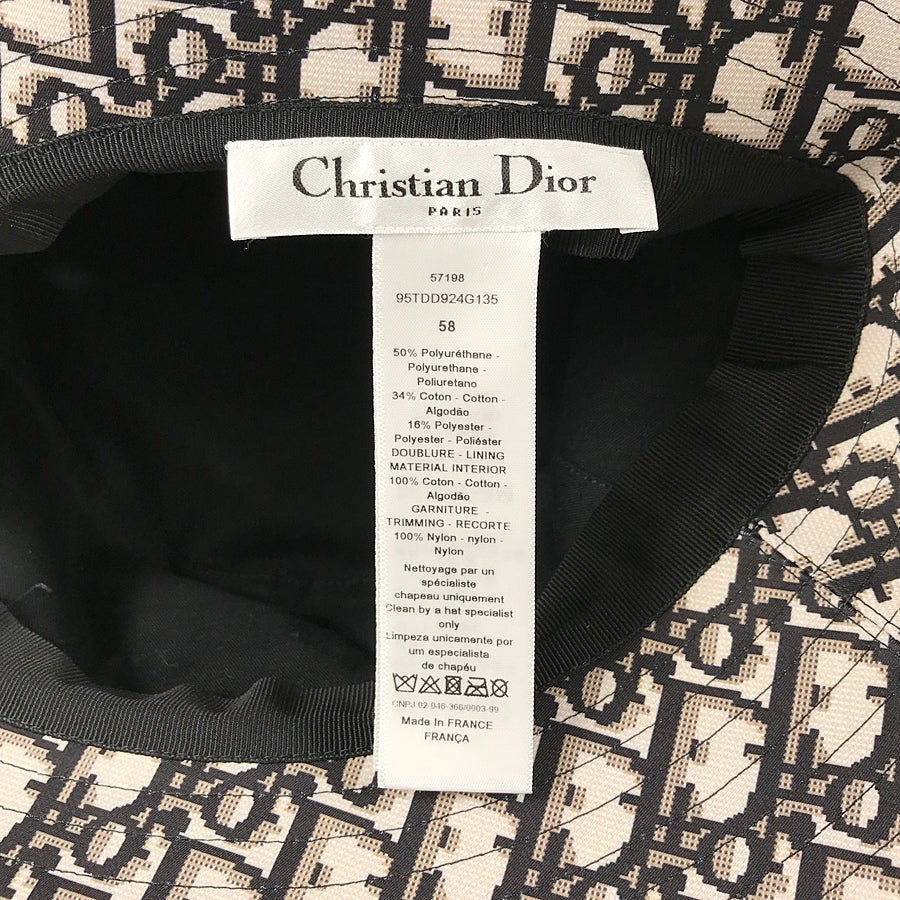 Christian Dior
PARIS
57198
95TDD924G135
58
50% Polyuréthane -
Polyurethane -
Poliuretano
34% Coton - Cotton -
Algodão
16% Polyester -
Polyester - Poliéster
DOUBLURE - LINING
MATERIAL INTERIOR
100% Coton - Cotton -
Algodão
GARNITURE -
TRIMMING - RECORTE
100% Nylon - nylon -
Nylon
Nettoyage par un
spécialiste
chapeau uniquement
Clean by a hat specialist
only
Limpeza unicamente por
um especialista
de chapéu
CNPJ 02-046-366/0003-99
Made In FRANCE
FRANÇA